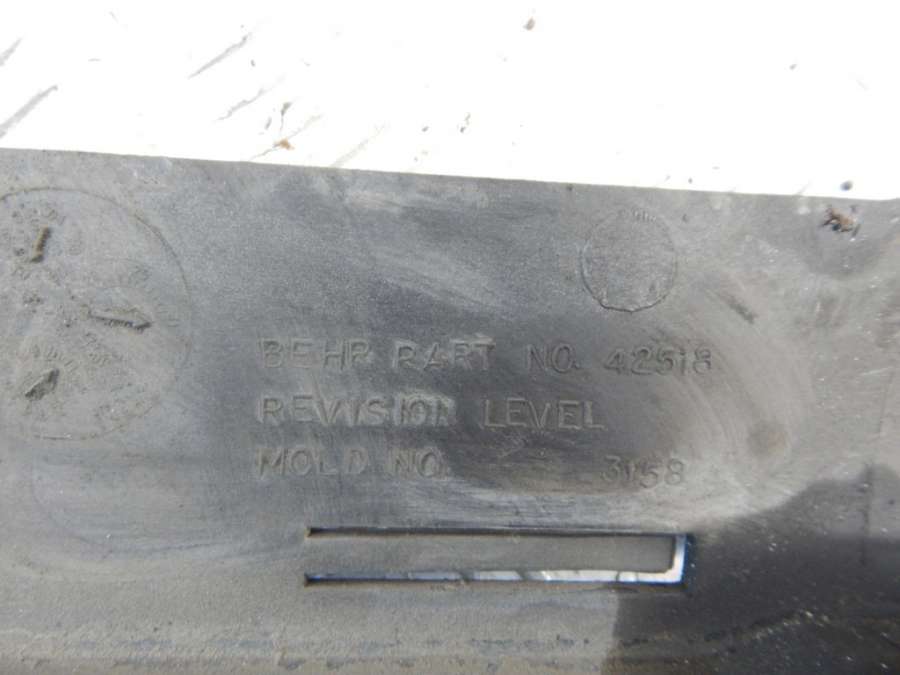 BEHR PART NO. 42518
REVISION LEVEL
MOLD NO. 3158